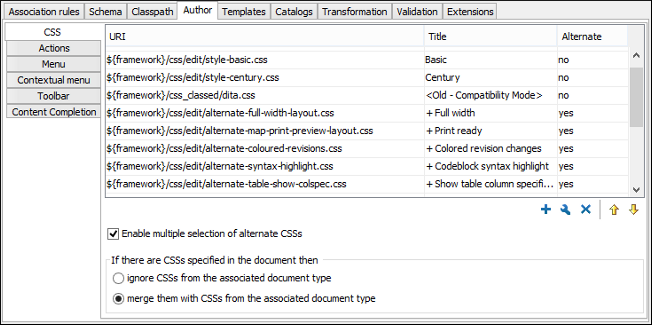 Association rules Schema Classpath Author Templates Catalogs Transformation Validation Extensions
CSS
Actions
Menu
Contextual menu
Toolbar
Content Completion
URI Title Alternate
${framework}/css/edit/style-basic.css Basic no
${framework}/css/edit/style-century.css Century no
${framework}/css_classed/dita.css <Old - Compatibility Mode> no
${framework}/css/edit/alternate-full-width-layout.css + Full width yes
${framework}/css/edit/alternate-map-print-preview-layout.css + Print ready yes
${framework}/css/edit/alternate-coloured-revisions.css + Colored revision changes yes
${framework}/css/edit/alternate-syntax-highlight.css + Codeblock syntax highlight yes
${framework}/css/edit/alternate-table-show-colspec.css + Show table column specifi... yes
Enable multiple selection of alternate CSSs
If there are CSSs specified in the document then
ignore CSSs from the associated document type
merge them with CSSs from the associated document type